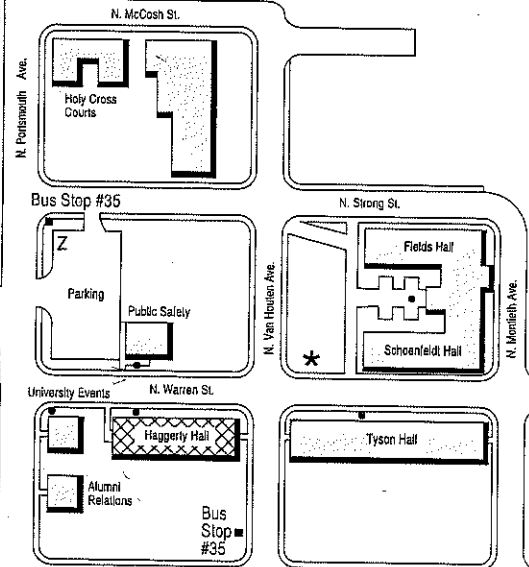 N. McCosh St.
N. Portsmouth Ave.
Holy Cross
Courts
Bus Stop #35
N. Strong St.
Z
Fields Hall
Parking
Public Safety
N. Van Houten Ave.
N. Montieth Ave.
Schoenfeldt Hall
*
University Events
N. Warren St.
Haggerty Hall
Tyson Hall
Alumni
Relations
Bus
Stop
#35